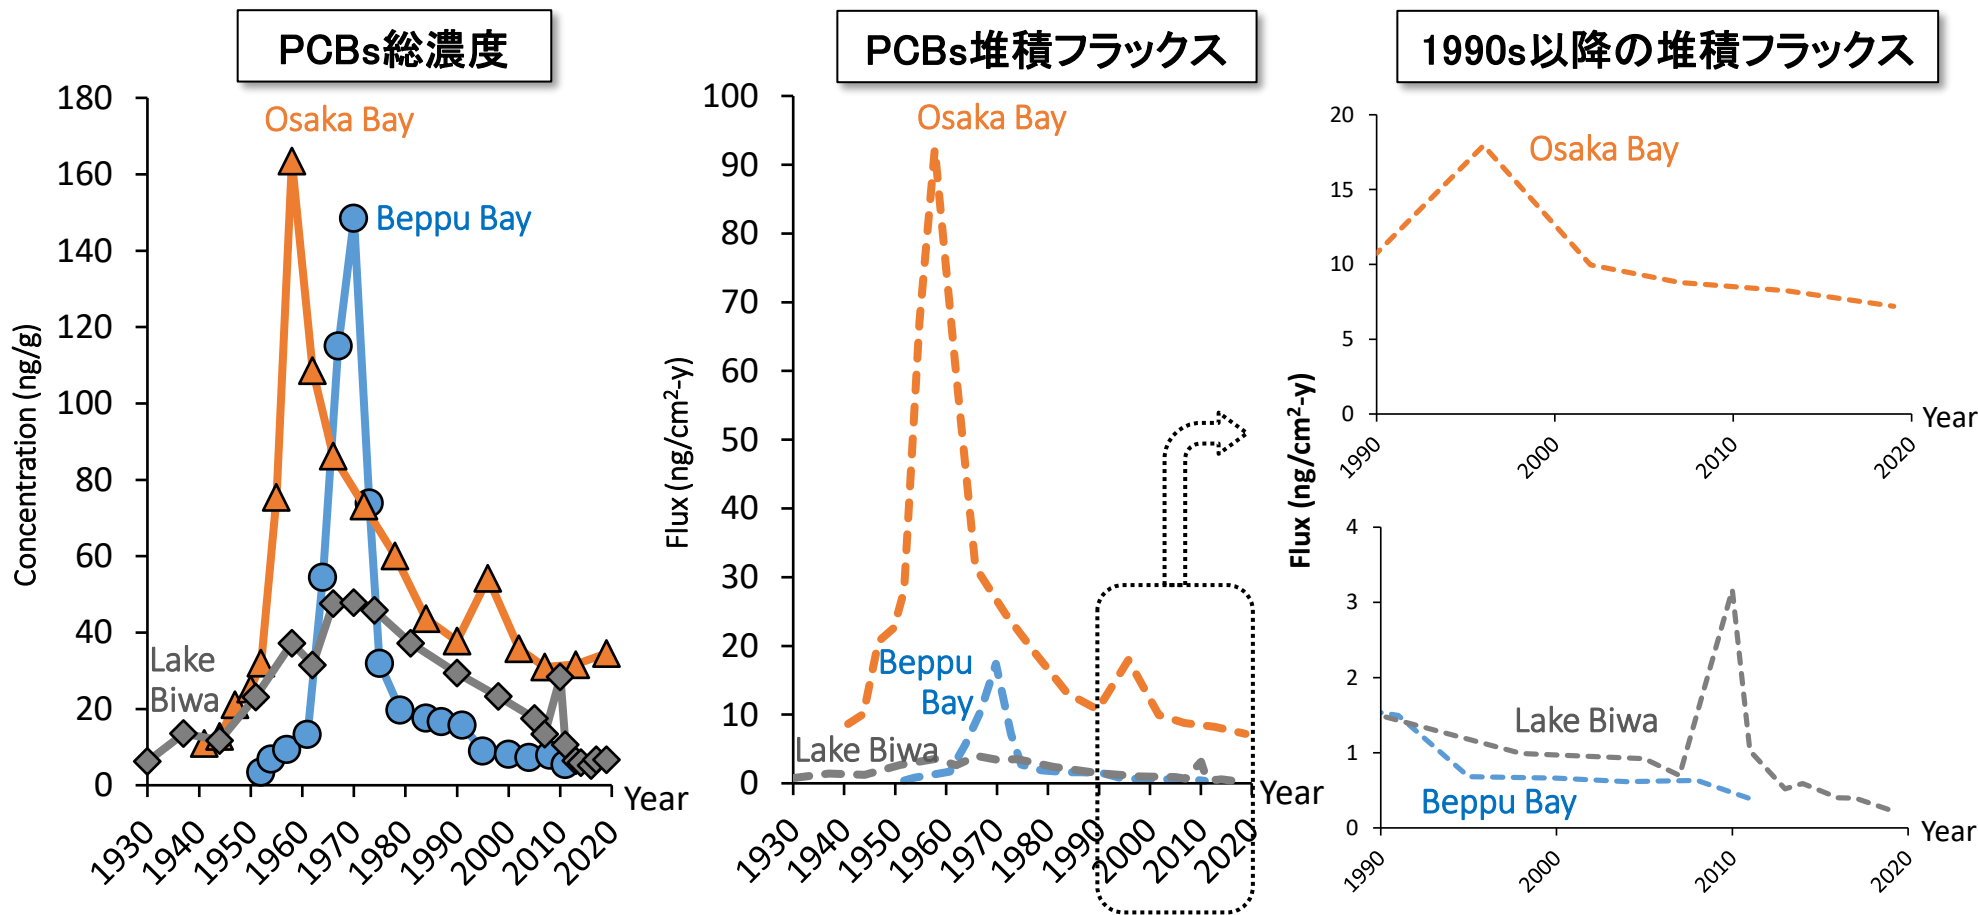 PCBs総濃度
180
160
140
120
100
80
60
40
20
0
Concentration (ng/g)
Osaka Bay
Beppu Bay
Lake
Biwa
Year
1930
1940
1950
1960
1970
1980
1990
2000
2010
2020
PCBs堆積フラックス
100
90
80
70
60
50
40
30
20
10
0
Flux (ng/cm²-y)
Osaka Bay
Beppu
Bay
Lake Biwa
Year
1930
1940
1950
1960
1970
1980
1990
2000
2010
2020
1990s以降の堆積フラックス
20
15
10
5
0
Osaka Bay
Year
1990
2000
2010
2020
Flux (ng/cm²-y)
4
3
2
1
0
Lake Biwa
Beppu Bay
Year
1990
2000
2010
2020